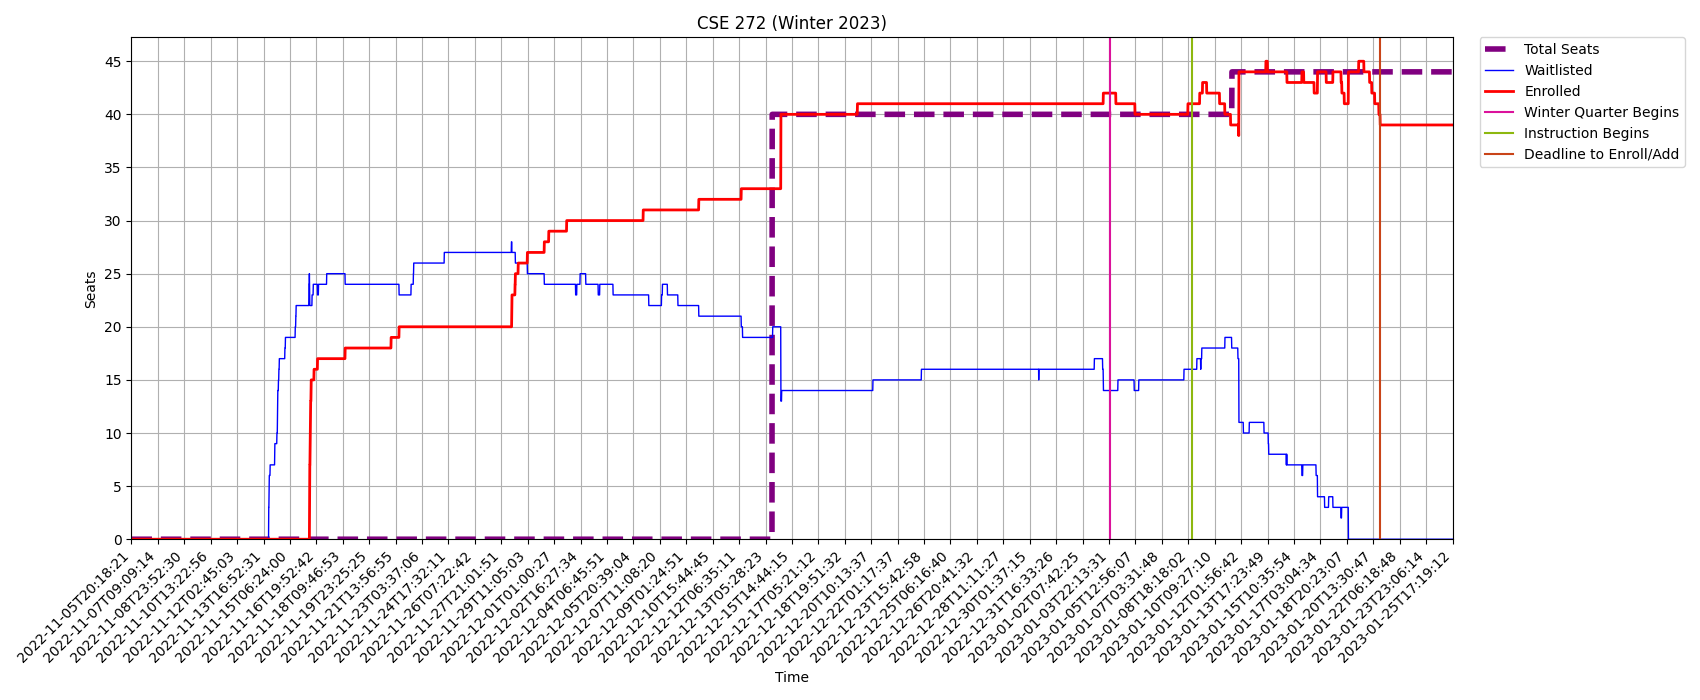 CSE 272 (Winter 2023)
Total Seats
Waitlisted
Enrolled
Winter Quarter Begins
Instruction Begins
Deadline to Enroll/Add
Seats
45
40
35
30
25
20
15
10
5
0
2022-11-05T20:18:21
2022-11-07T09:09:14
2022-11-08T23:52:30
2022-11-10T13:22:56
2022-11-12T02:45:03
2022-11-13T16:52:31
2022-11-15T06:24:00
2022-11-16T19:52:42
2022-11-18T09:46:53
2022-11-19T23:25:25
2022-11-21T13:56:55
2022-11-23T03:37:06
2022-11-24T17:32:11
2022-11-26T07:22:42
2022-11-27T21:01:51
2022-11-29T11:05:03
2022-12-01T01:00:27
2022-12-02T16:27:34
2022-12-04T06:45:51
2022-12-05T20:39:04
2022-12-07T11:08:20
2022-12-09T01:24:51
2022-12-10T15:44:45
2022-12-12T06:35:11
2022-12-13T05:28:23
2022-12-15T14:44:15
2022-12-17T05:21:12
2022-12-18T19:51:32
2022-12-20T10:13:37
2022-12-22T01:17:37
2022-12-23T15:42:58
2022-12-25T06:16:40
2022-12-26T20:41:32
2022-12-28T11:11:27
2022-12-30T01:37:15
2022-12-31T16:33:26
2023-01-02T07:42:25
2023-01-03T22:13:31
2023-01-05T12:56:07
2023-01-07T03:31:48
2023-01-08T18:18:02
2023-01-10T09:27:10
2023-01-12T01:56:42
2023-01-13T17:23:49
2023-01-15T10:35:54
2023-01-17T03:04:34
2023-01-18T20:23:07
2023-01-20T13:30:47
2023-01-22T06:18:48
2023-01-23T23:06:14
2023-01-25T17:19:12
Time